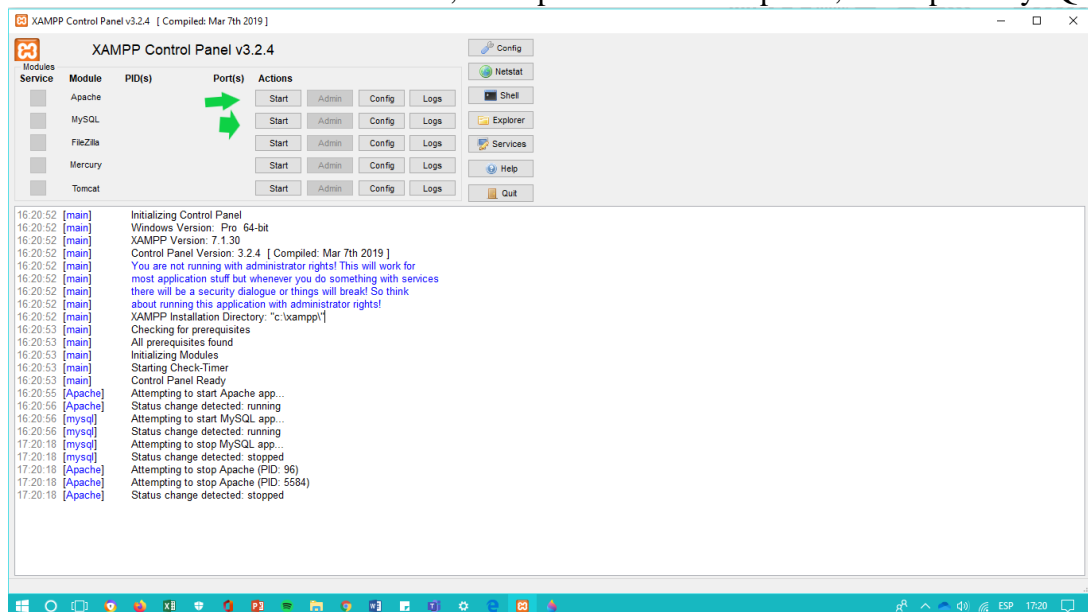 XAMPP Control Panel v3.2.4 [ Compiled: Mar 7th 2019 ]
XAMPP Control Panel v3.2.4
Config
Modules
Service Module PID(s) Port(s) Actions
Netstat
Apache Start Admin Config Logs
Shell
MySQL Start Admin Config Logs
Explorer
FileZilla Start Admin Config Logs
Services
Mercury Start Admin Config Logs
Help
Tomcat Start Admin Config Logs
Quit
16:20:52 [main] Initializing Control Panel
16:20:52 [main] Windows Version: Pro 64-bit
16:20:52 [main] XAMPP Version: 7.1.30
16:20:52 [main] Control Panel Version: 3.2.4 [ Compiled: Mar 7th 2019 ]
16:20:52 [main] You are not running with administrator rights! This will work for
16:20:52 [main] most application stuff but whenever you do something with services
16:20:52 [main] there will be a security dialogue or things will break! So think
16:20:52 [main] about running this application with administrator rights!
16:20:52 [main] XAMPP Installation Directory: "c:\xampp\"
16:20:53 [main] Checking for prerequisites
16:20:53 [main] All prerequisites found
16:20:53 [main] Initializing Modules
16:20:53 [main] Starting Check-Timer
16:20:53 [main] Control Panel Ready
16:20:55 [Apache] Attempting to start Apache app...
16:20:56 [Apache] Status change detected: running
16:20:56 [mysql] Attempting to start MySQL app...
16:20:56 [mysql] Status change detected: running
17:20:18 [mysql] Attempting to stop MySQL app...
17:20:18 [mysql] Status change detected: stopped
17:20:18 [Apache] Attempting to stop Apache (PID: 96)
17:20:18 [Apache] Attempting to stop Apache (PID: 5584)
17:20:18 [Apache] Status change detected: stopped
ESP 17:20